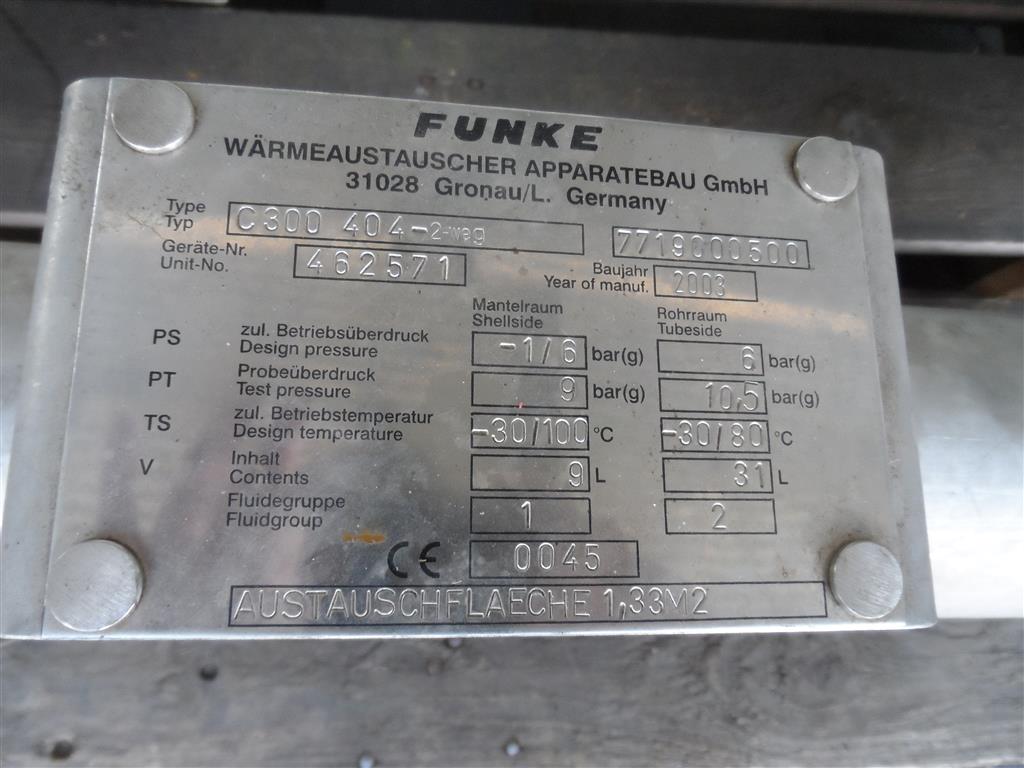 FUNKE
WÄRMEAUSTAUSCHER APPARATEBAU GmbH
31028 Gronau/L. Germany
Type
Typ C300 404-2-weg 7719000500
Geräte-Nr.
Unit-No. 462571 Baujahr
Year of manuf. 2003
Mantelraum
Shellside
Rohrraum
Tubeside
PS zul. Betriebsüberdruck
Design pressure -1/6 bar(g) 6 bar(g)
PT Probeüberdruck
Test pressure 9 bar(g) 10,5 bar(g)
TS zul. Betriebstemperatur
Design temperature -30/100 °C -30/80 °C
V Inhalt
Contents 9 L 31 L
Fluidegruppe
Fluidgroup 1 2
CE 0045
AUSTAUSCHFLAECHE 1,33M2